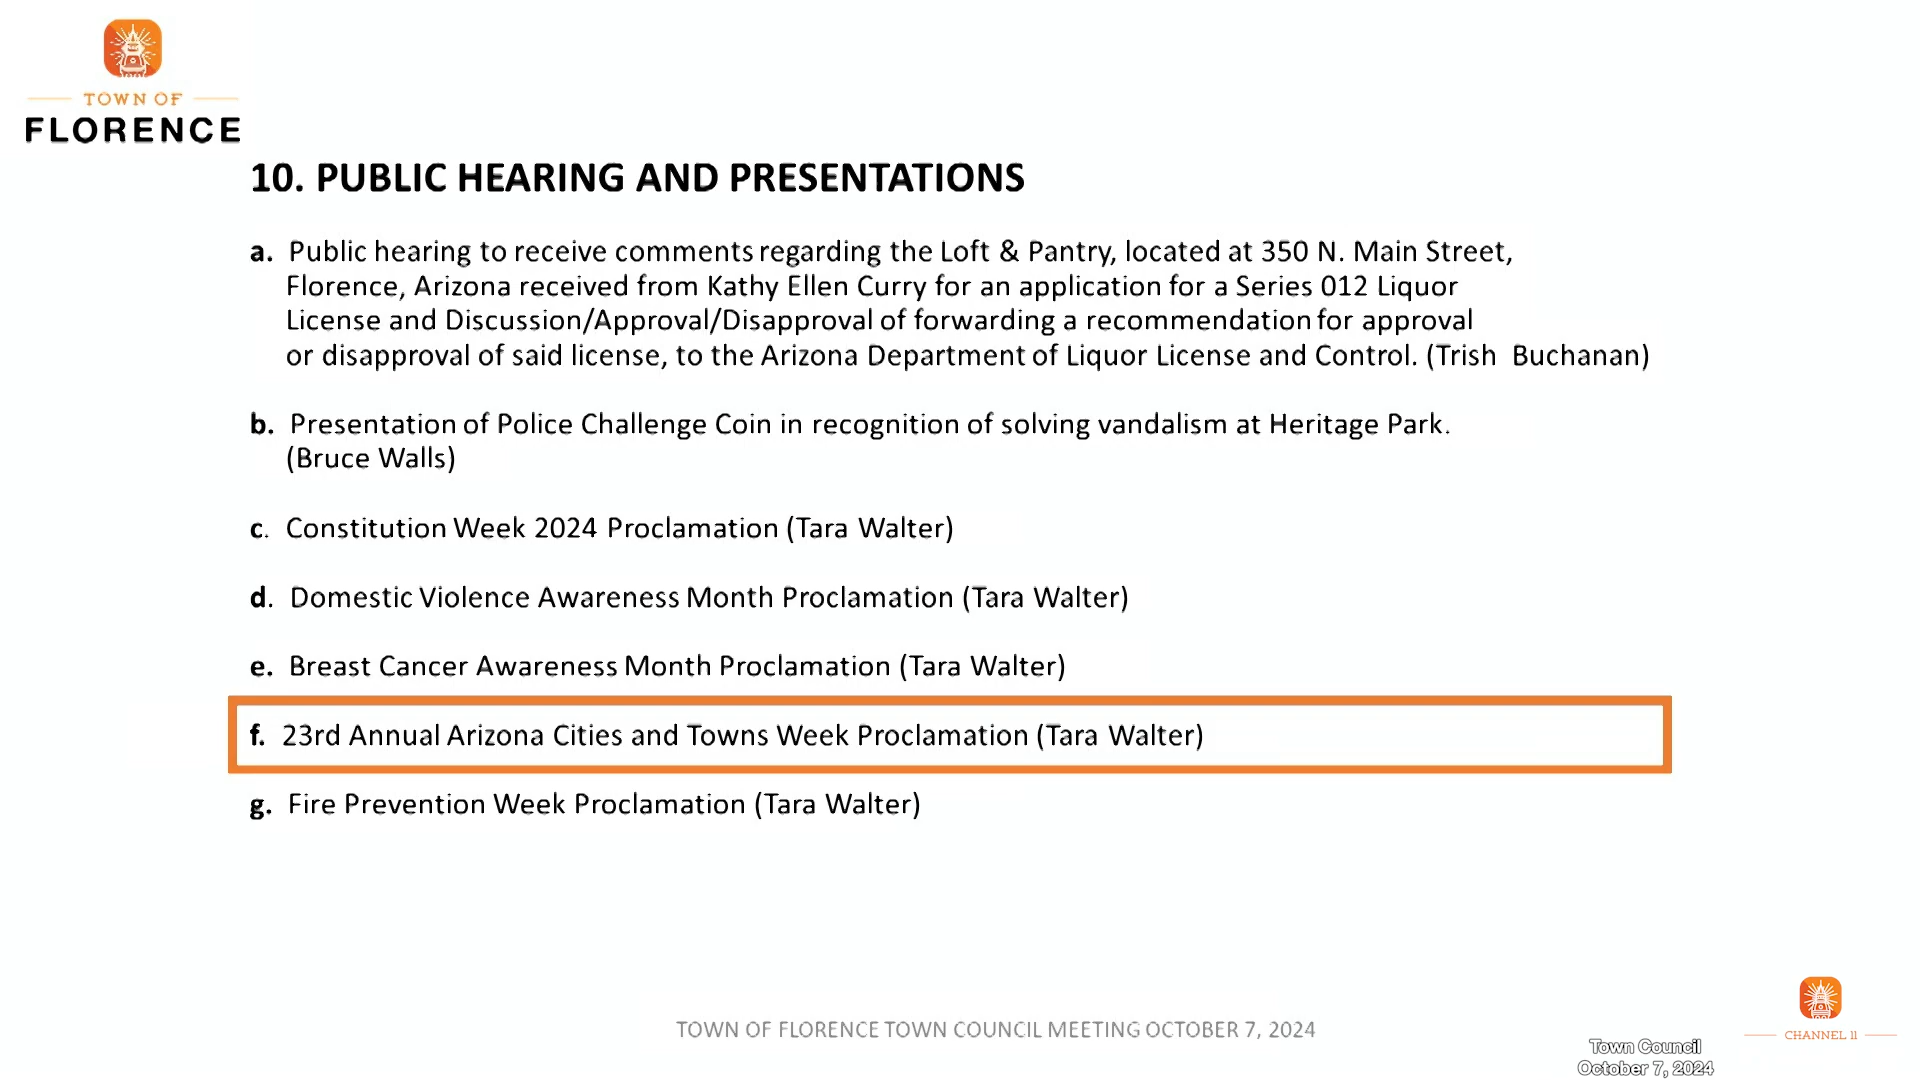 TOWN OF
FLORENCE
10. PUBLIC HEARING AND PRESENTATIONS
a. Public hearing to receive comments regarding the Loft & Pantry, located at 350 N. Main Street,
Florence, Arizona received from Kathy Ellen Curry for an application for a Series 012 Liquor
License and Discussion/Approval/Disapproval of forwarding a recommendation for approval
or disapproval of said license, to the Arizona Department of Liquor License and Control. (Trish Buchanan)
b. Presentation of Police Challenge Coin in recognition of solving vandalism at Heritage Park.
(Bruce Walls)
c. Constitution Week 2024 Proclamation (Tara Walter)
d. Domestic Violence Awareness Month Proclamation (Tara Walter)
e. Breast Cancer Awareness Month Proclamation (Tara Walter)
f. 23rd Annual Arizona Cities and Towns Week Proclamation (Tara Walter)
g. Fire Prevention Week Proclamation (Tara Walter)
TOWN OF FLORENCE TOWN COUNCIL MEETING OCTOBER 7, 2024
CHANNEL 11
Town Council
October 7, 2024